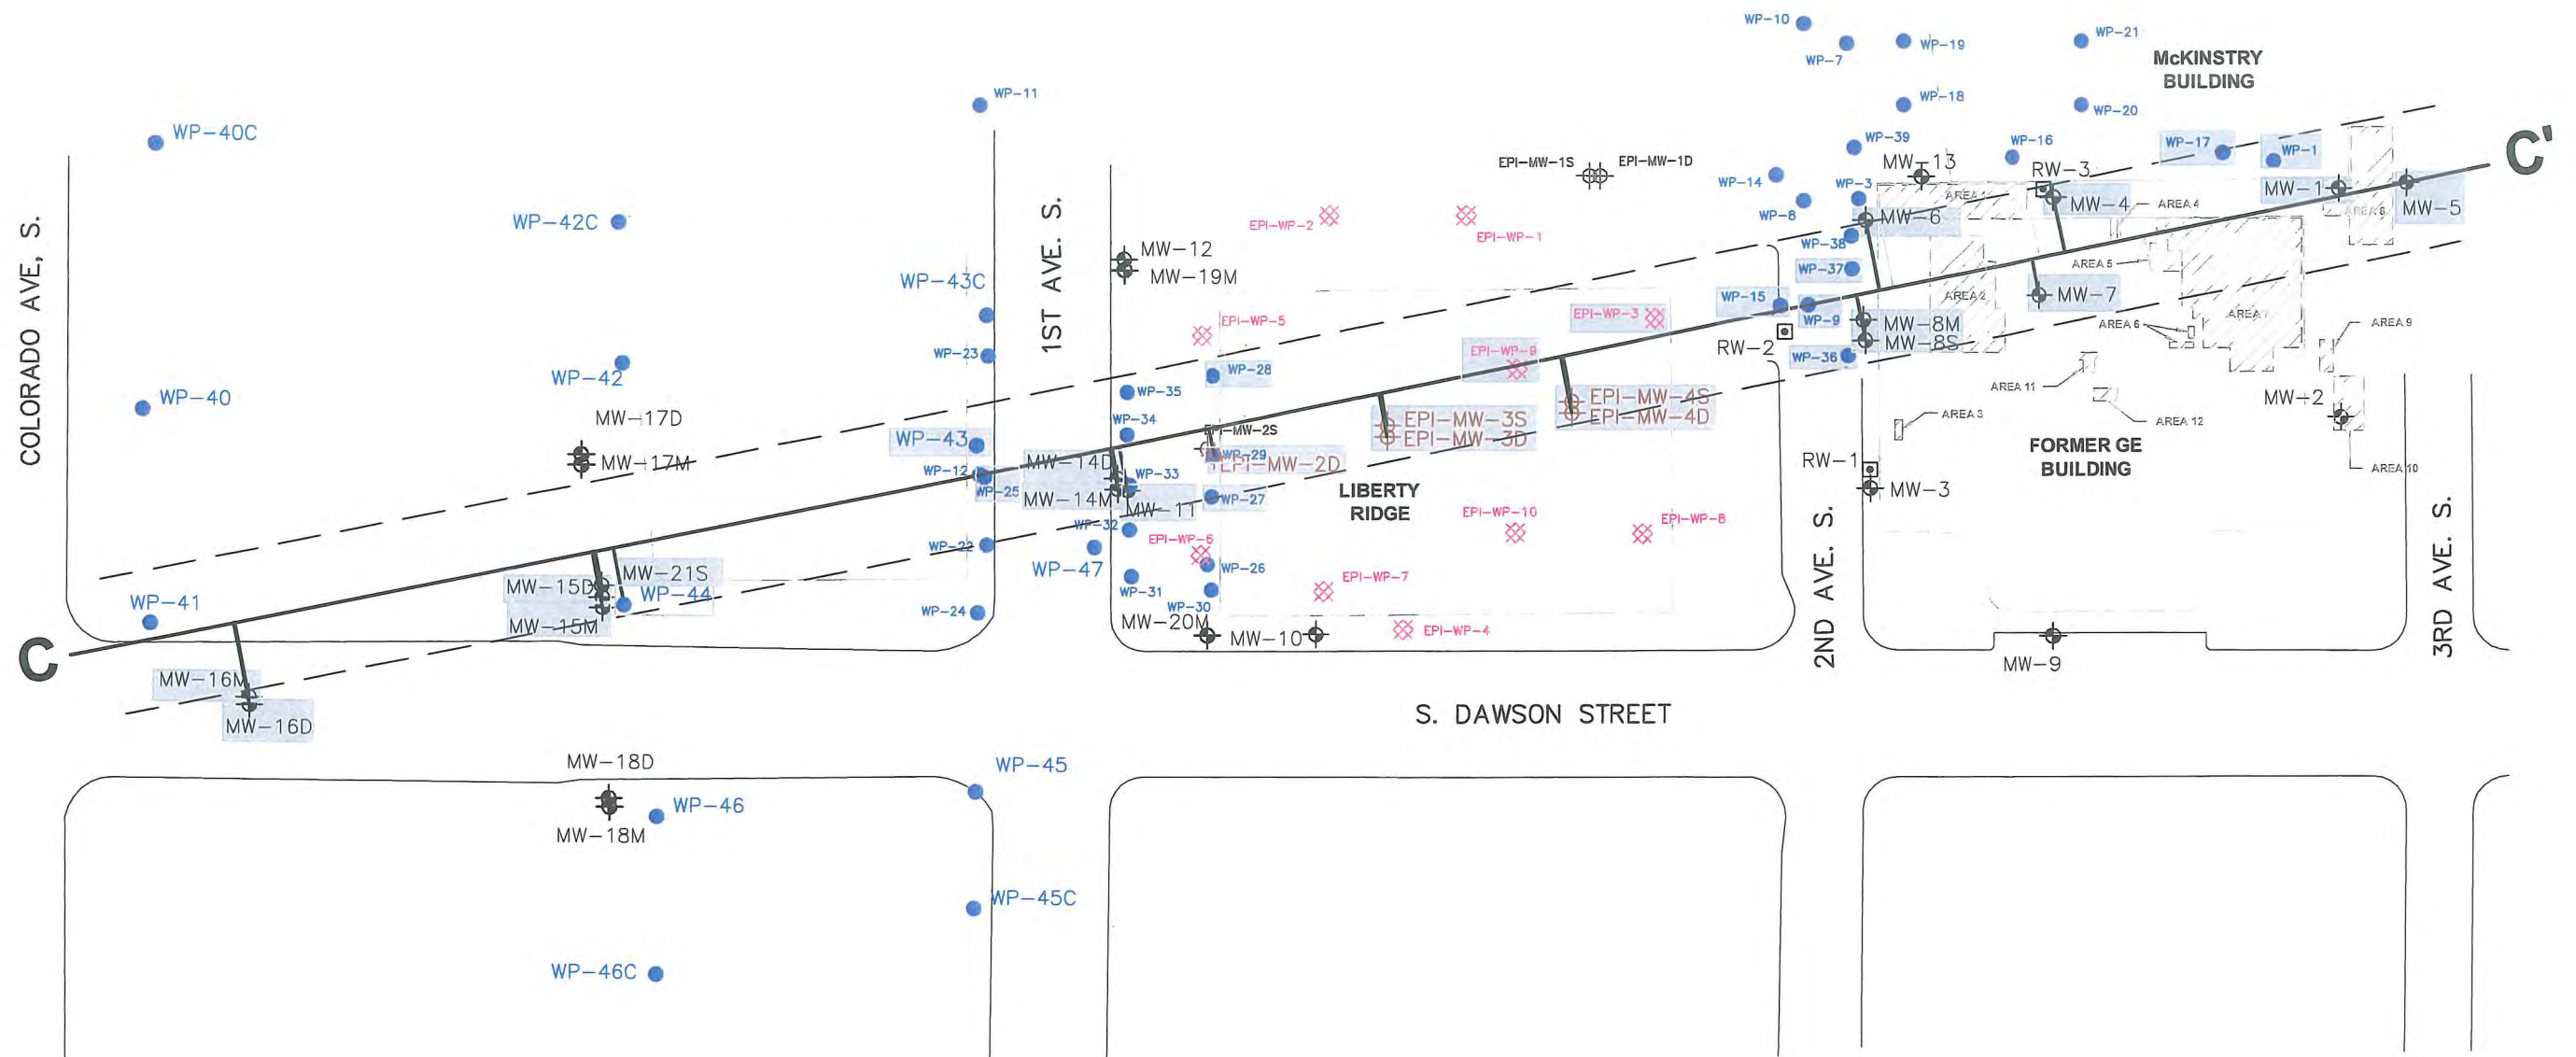 WP-10
WP-7
WP-19
WP-21
McKINSTRY
BUILDING
WP-18
WP-20
WP-11
WP-40C
WP-39
WP-16
WP-17
WP-1
C'
EPI-MW-1S
EPI-MW-1D
MW-13
RW-3
WP-14
WP-3
MW-1
MW-5
WP-8
MW-6
AREA 1
MW-4
AREA 4
AREA 8
WP-42C
EPI-WP-2
EPI-WP-1
MW-12
MW-19M
WP-38
WP-37
AREA 5
COLORADO AVE, S.
1ST AVE. S.
WP-43C
WP-15
WP-9
AREA 2
MW-7
EPI-WP-5
EPI-WP-3
MW-8M
MW-8S
AREA 6
AREA 7
AREA 9
RW-2
WP-36
WP-23
EPI-WP-9
WP-42
WP-28
WP-35
WP-40
AREA 11
AREA 3
AREA 12
MW-2
EPI-MW-4S
EPI-MW-4D
MW-17D
MW-17M
WP-34
EPI-MW-2S
EPI-MW-3S
EPI-MW-3D
WP-43
WP-12
WP-25
MW-14D
MW-14M
WP-33
WP-29
EPI-MW-2D
FORMER GE
BUILDING
RW-1
MW-3
AREA 10
MW-11
WP-27
LIBERTY
RIDGE
EPI-WP-10
EPI-WP-8
WP-32
WP-22
EPI-WP-6
WP-47
WP-26
EPI-WP-7
2ND AVE. S.
3RD AVE. S.
MW-21S
MW-15D
WP-44
MW-15M
WP-41
WP-24
WP-31
WP-30
MW-20M
MW-10
EPI-WP-4
C
MW-9
MW-16M
MW-16D
S. DAWSON STREET
MW-18D
WP-45
WP-46
MW-18M
WP-45C
WP-46C